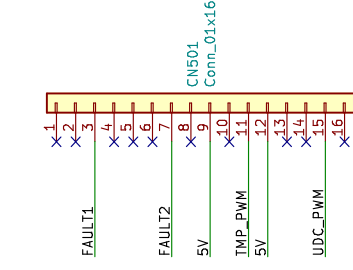 CN501
Conn_01x16
1 2 3 4 5 6 7 8 9 10 11 12 13 14 15 16
FAULT1
FAULT2
5V
TMP_PWM
5V
UDC_PWM